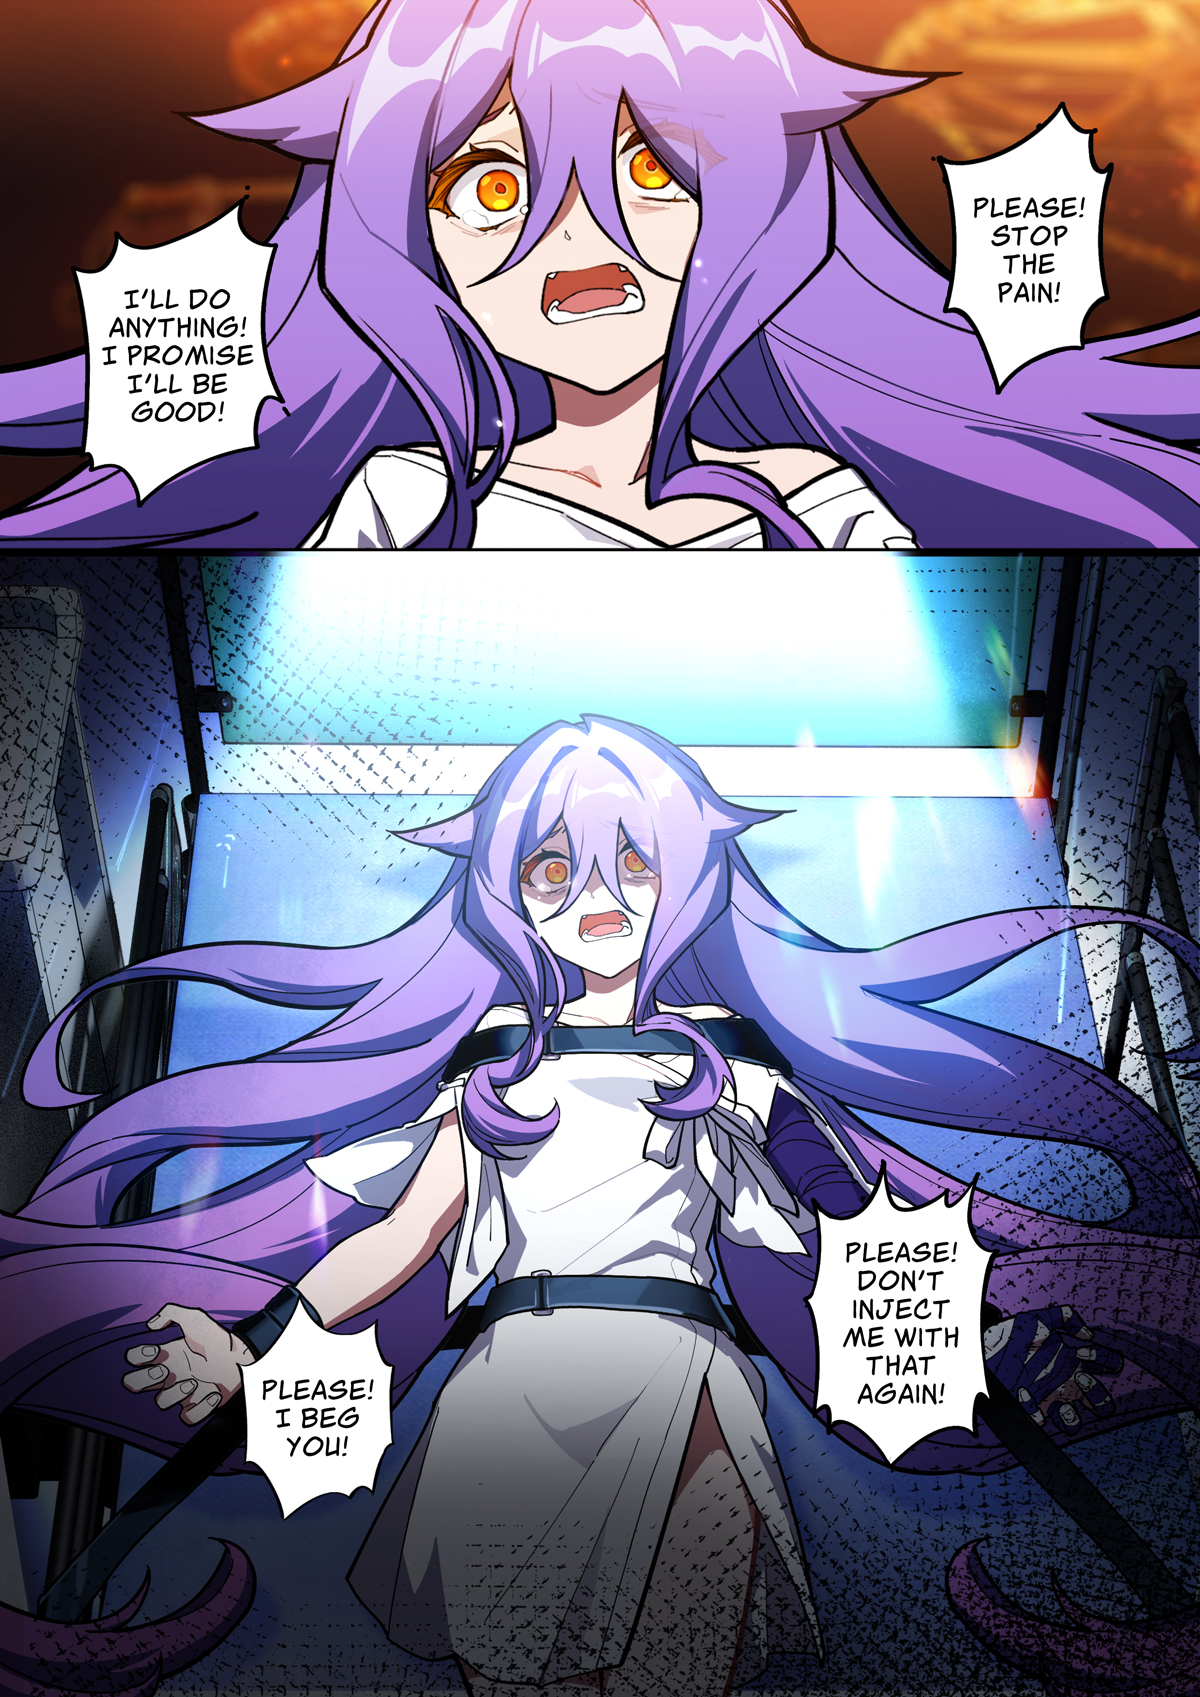 PLEASE!
STOP
THE
PAIN!
I'LL DO
ANYTHING!
I PROMISE
I'LL BE
GOOD!
PLEASE!
DON'T
INJECT
ME WITH
THAT
AGAIN!
PLEASE!
I BEG
YOU!